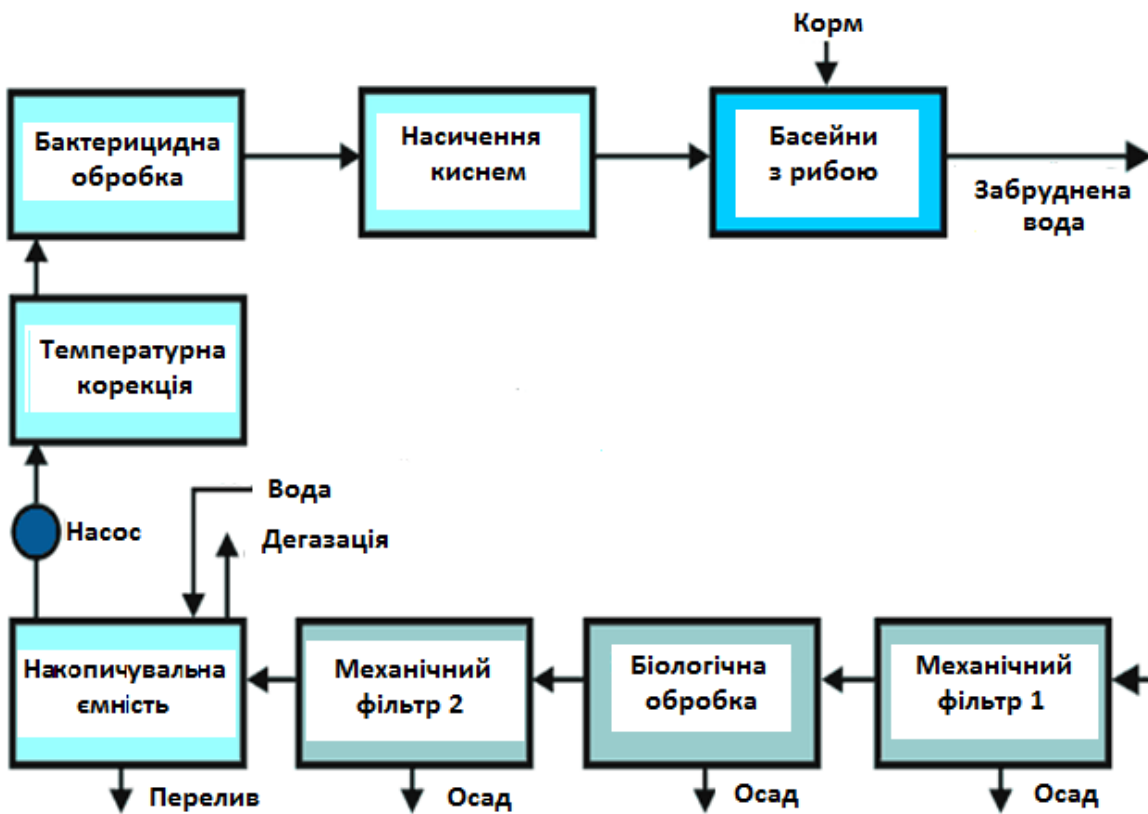 Корм
Бактерицидна
обробка
Насичення
киснем
Басейни
з рибою
Забруднена
вода
Температурна
корекція
Вода
Насос
Дегазація
Накопичувальна
ємність
Механічний
фільтр 2
Біологічна
обробка
Механічний
фільтр 1
Перелив
Осад
Осад
Осад